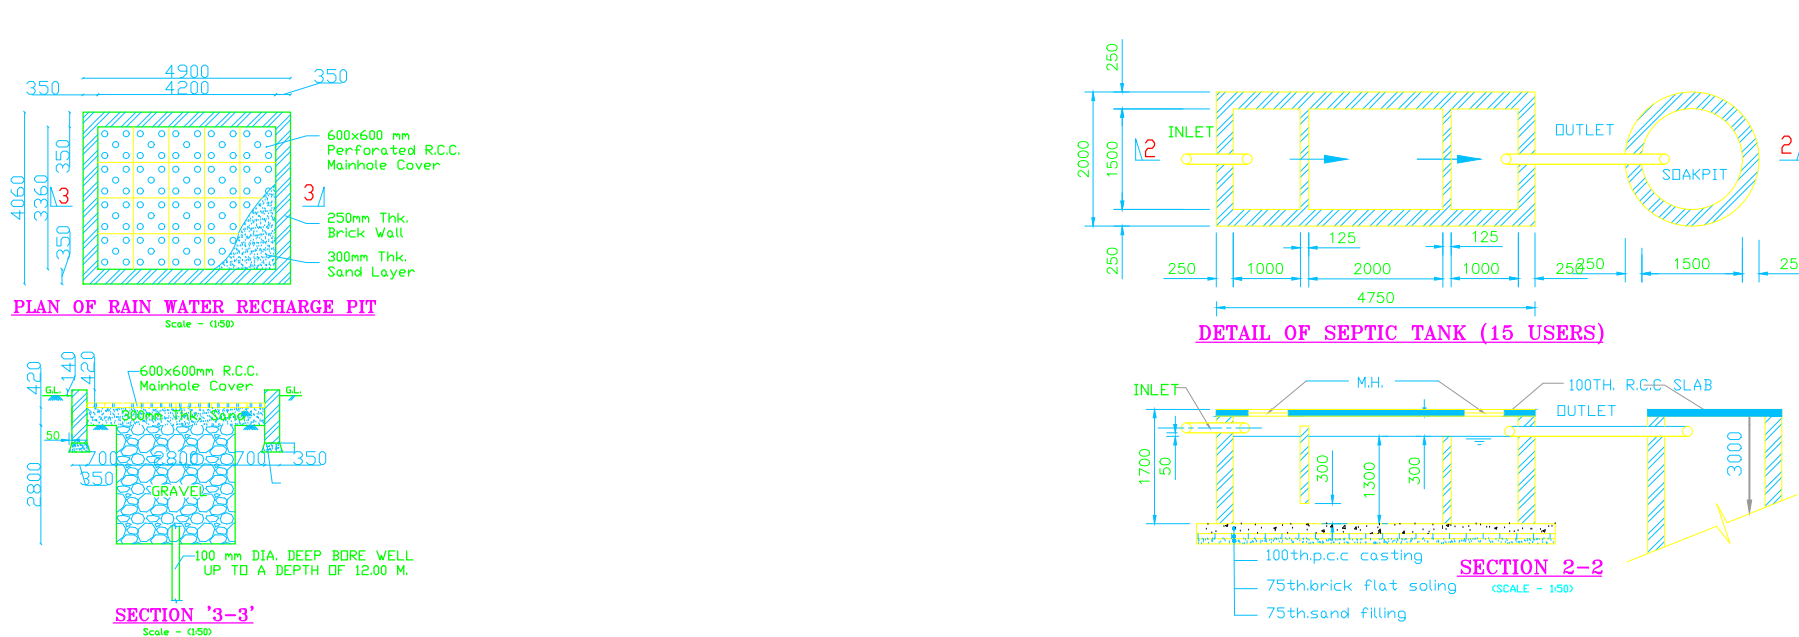 4900
350
350
4200
600x600 mm
Perforated R.C.C.
Mainhole Cover
350
4060
3360
3
3
350
250mm Thk.
Brick Wall
300mm Thk.
Sand Layer
PLAN OF RAIN WATER RECHARGE PIT
Scale - (1:50)
420
140
420
600x600mm R.C.C.
Mainhole Cover
G.L.
G.L.
300mm Thk. Sand
50
700
2800
700
350
350
2800
GRAVEL
100 mm DIA. DEEP BORE WELL
UP TO A DEPTH OF 12.00 M.
SECTION '3-3'
Scale - (1:50)
250
INLET
OUTLET
2
2
2000
1500
SOAKPIT
250
125
125
250
1000
2000
1000
250
250
1500
25
4750
DETAIL OF SEPTIC TANK (15 USERS)
INLET
M.H.
100TH. R.C.C SLAB
OUTLET
1700
50
300
1300
300
3000
100th.p.c.c casting
SECTION 2-2
75th.brick flat soling
(SCALE - 1:50)
75th.sand filling